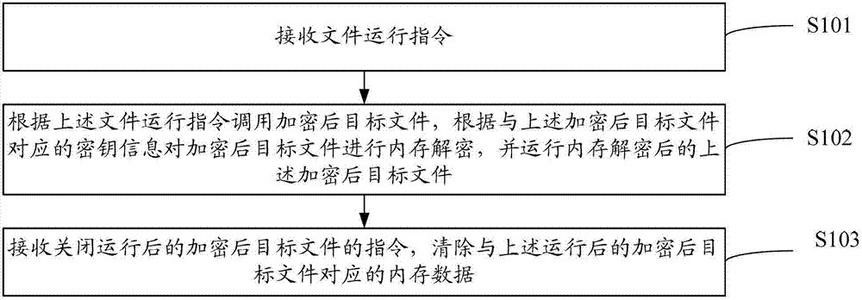 接收文件运行指令
S101
根据上述文件运行指令调用加密后目标文件，根据与上述加密后目标文件
对应的密钥信息对加密后目标文件进行内存解密，并运行内存解密后的上
述加密后目标文件
S102
接收关闭运行后的加密后目标文件的指令，清除与上述运行后的加密后目
标文件对应的内存数据
S103